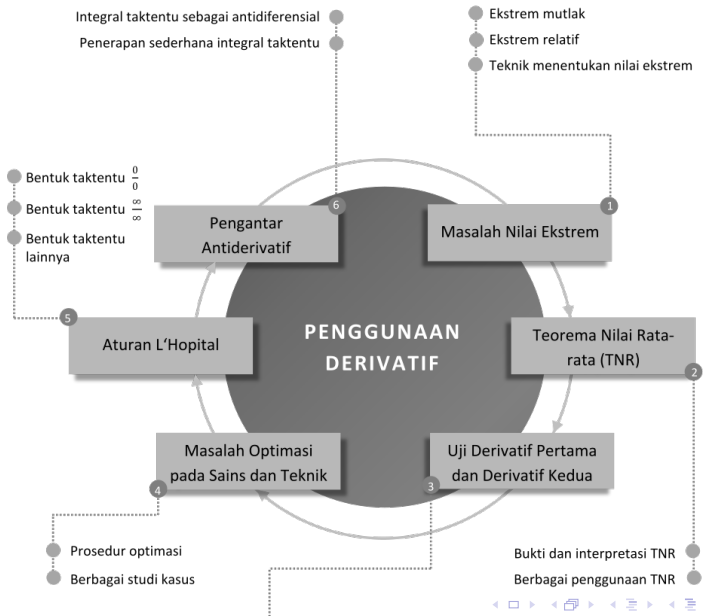 Integral taktentu sebagai antidiferensial
Penerapan sederhana integral taktentu
Ekstrem mutlak
Ekstrem relatif
Teknik menentukan nilai ekstrem
Bentuk taktentu 0/0
Bentuk taktentu 8/8
Bentuk taktentu
lainnya
6
Pengantar
Antiderivatif
1
Masalah Nilai Ekstrem
5
Aturan L'Hopital
PENGGUNAAN
DERIVATIF
Teorema Nilai Rata-
rata (TNR)
2
Masalah Optimasi
pada Sains dan Teknik
4
Uji Derivatif Pertama
dan Derivatif Kedua
3
Prosedur optimasi
Berbagai studi kasus
Bukti dan interpretasi TNR
Berbagai penggunaan TNR